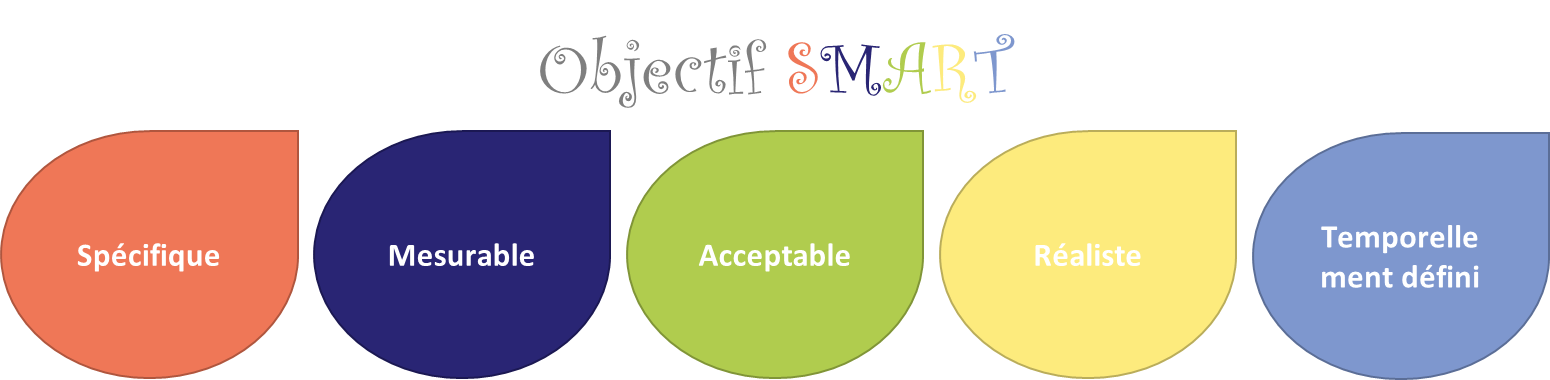 Objectif SMART
Spécifique
Mesurable
Acceptable
Réaliste
Temporelle
ment défini